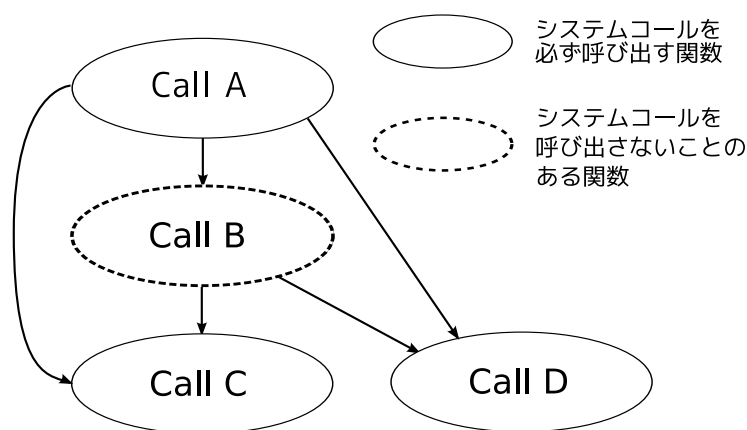 Call A
Call B
Call C
Call D
システムコールを
必ず呼び出す関数
システムコールを
呼び出さないことの
ある関数